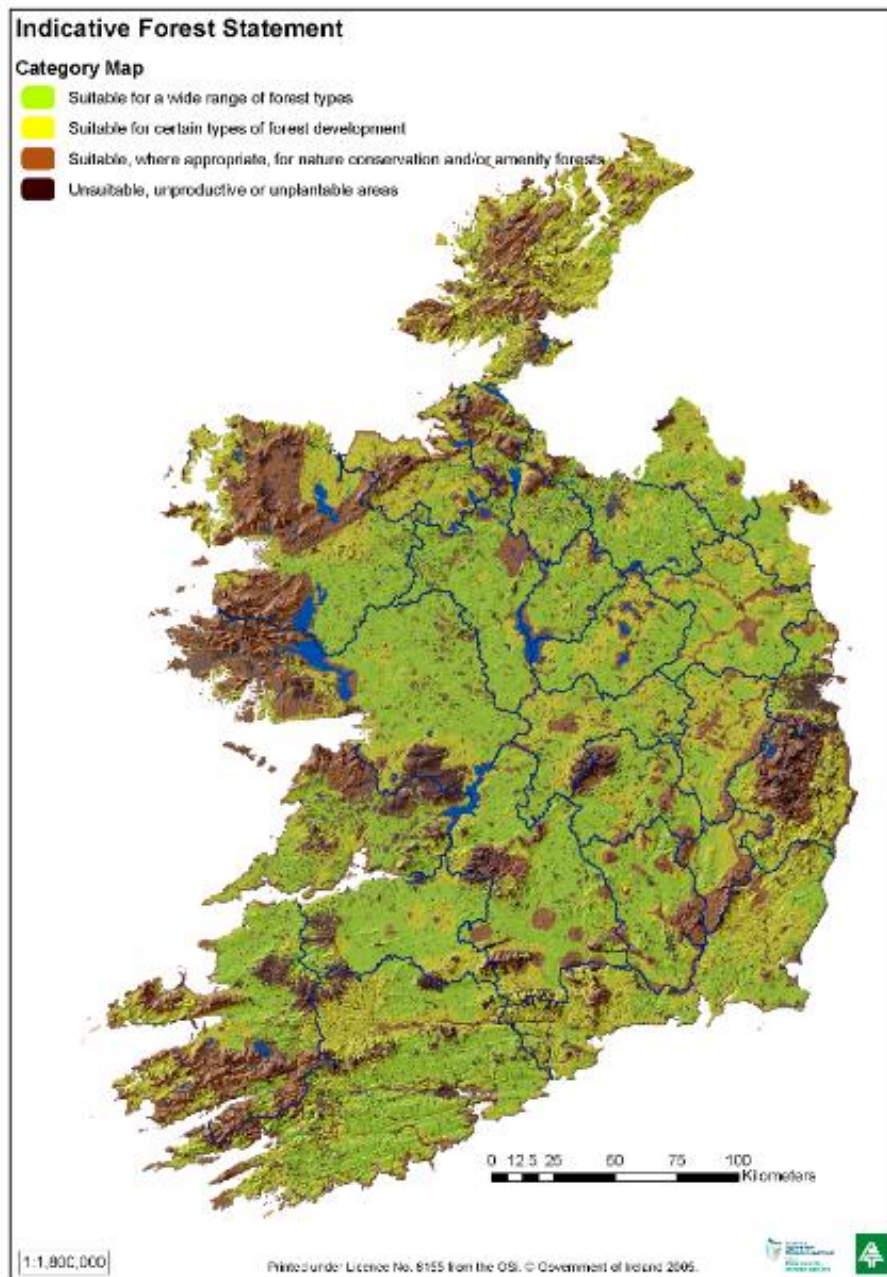 Indicative Forest Statement
Category Map
Suitable for a wide range of forest types
Suitable for certain types of forest development
Suitable, where appropriate, for nature conservation and/or amenity forests
Unsuitable, unproductive or unplantable areas
0 12.5 25 50 75 100
Kilometers
1:1,800,000
Printed under Licence No. 6155 from the OSi. © Government of Ireland 2005.